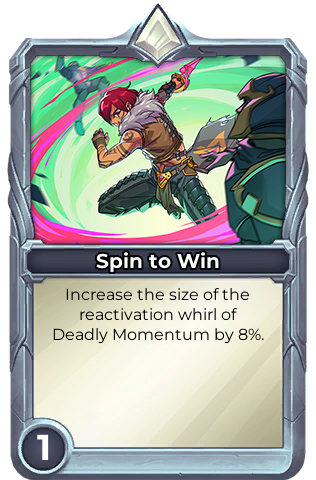 Spin to Win
Increase the size of the
reactivation whirl of
Deadly Momentum by 8%.
1